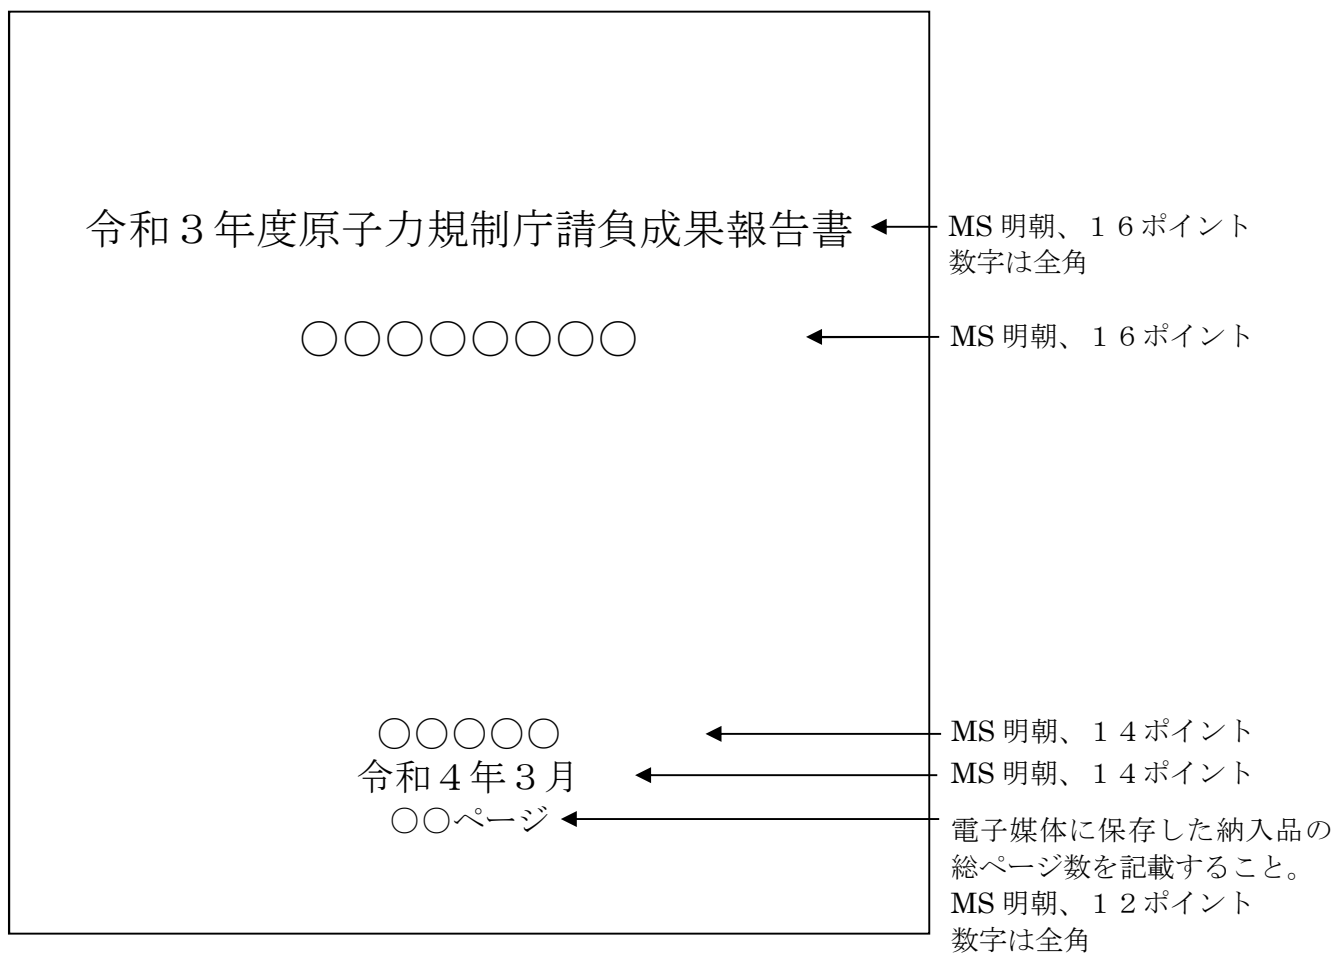 令和３年度原子力規制庁請負成果報告書
MS 明朝、１６ポイント
数字は全角
○○○○○○○○
MS 明朝、１６ポイント
○○○○○
MS 明朝、１４ポイント
令和４年３月
MS 明朝、１４ポイント
○○ページ
電子媒体に保存した納入品の
総ページ数を記載すること。
MS 明朝、１２ポイント
数字は全角